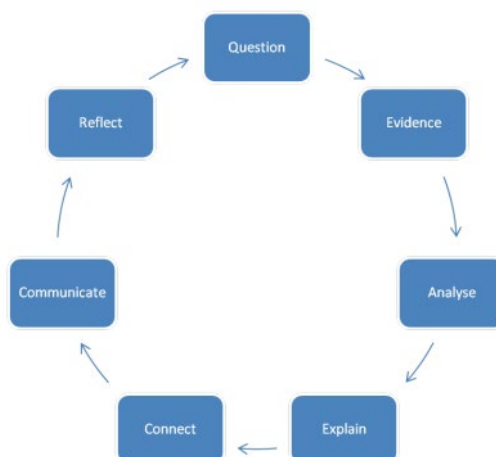 Question
Evidence
Analyse
Explain
Connect
Communicate
Reflect